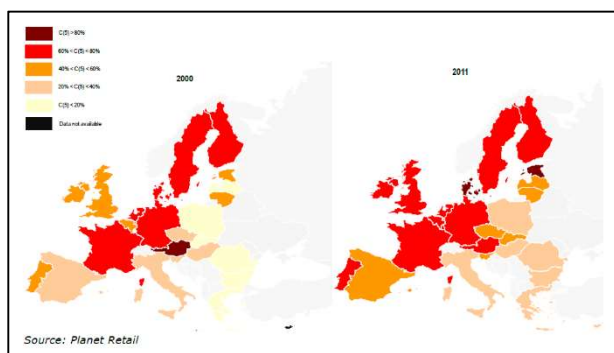 C(5) > 80%
60% < C(5) < 80%
40% < C(5) < 60%
20% < C(5) < 40%
C(5) < 20%
Data not available
2000
2011
Source: Planet Retail